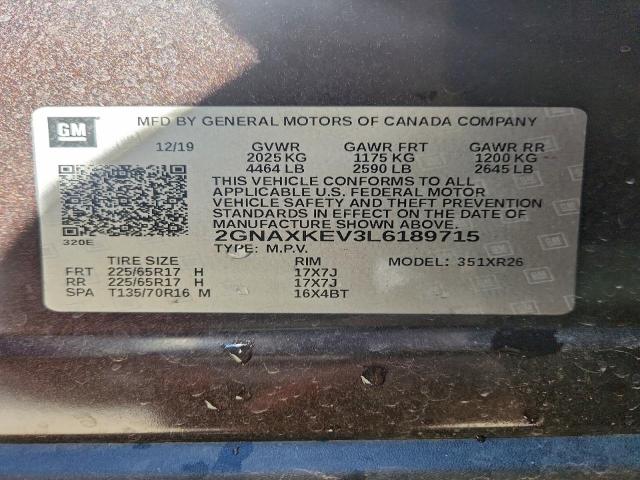 GM
MFD BY GENERAL MOTORS OF CANADA COMPANY
12/19 GVWR GAWR FRT GAWR RR
2025 KG 1175 KG 1200 KG
4464 LB 2590 LB 2645 LB
THIS VEHICLE CONFORMS TO ALL
APPLICABLE U.S. FEDERAL MOTOR
VEHICLE SAFETY AND THEFT PREVENTION
STANDARDS IN EFFECT ON THE DATE OF
MANUFACTURE SHOWN ABOVE.
320E 2GNAXKEV3L6189715
TYPE: M.P.V. MODEL: 351XR26
TIRE SIZE RIM
FRT 225/65R17 H 17X7J
RR 225/65R17 H 17X7J
SPA T135/70R16 M 16X4BT